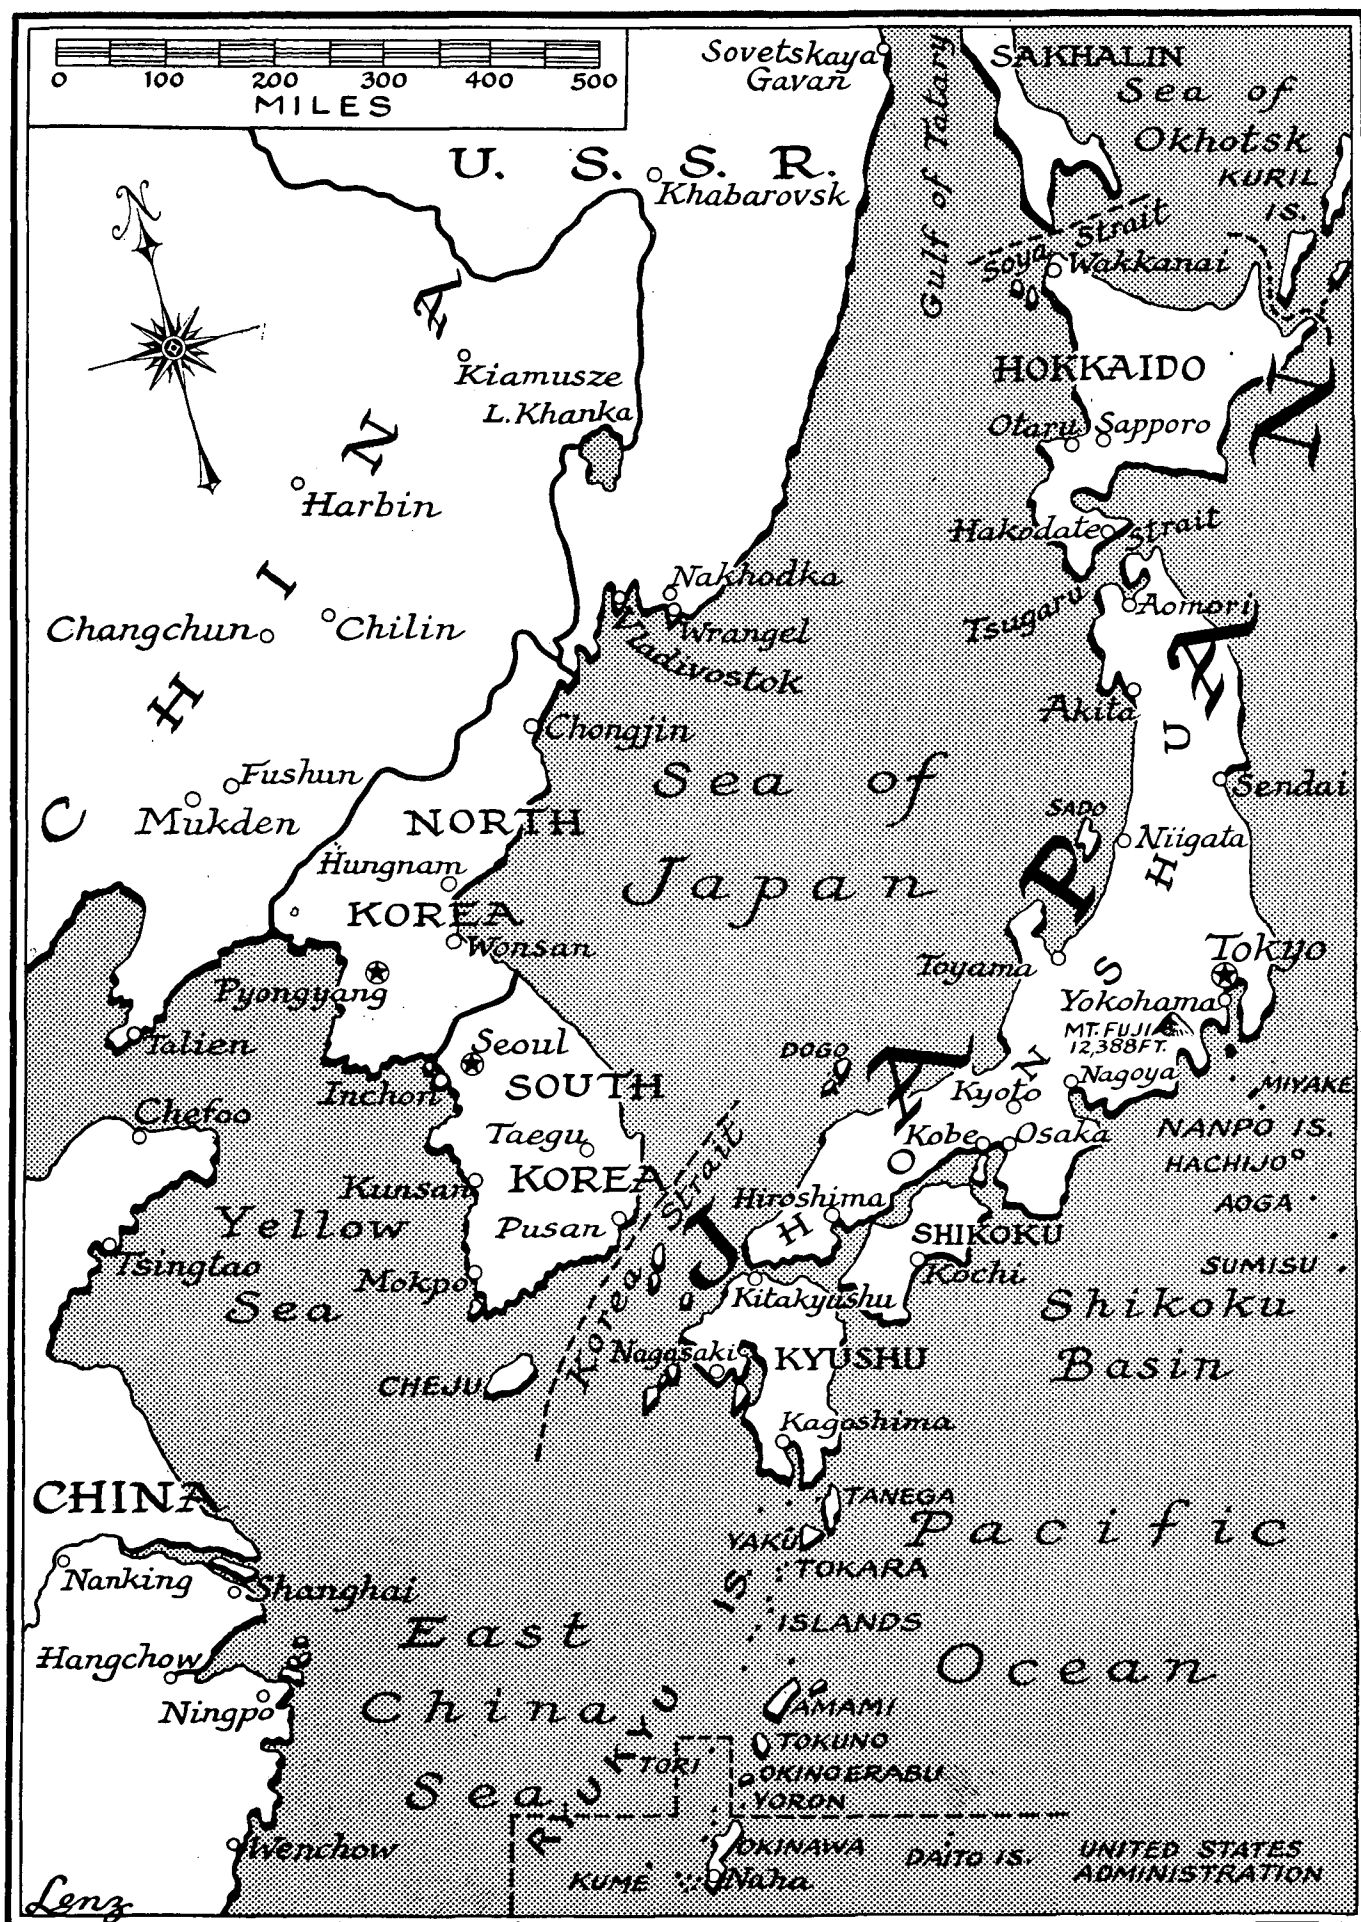 0 100 200 300 400 500
MILES
N
Sovetskaya
Gavan
SAKHALIN
Sea of
Okhotsk
KURIL
IS.
U. S. S. R.
Khabarovsk
Gulf of Tatary
Soya Strait
Wakkanai
CHINA
Kiamusze
L. Khanka
HOKKAIDO
Otaru
Sapporo
Harbin
Hakodate
Tsugaru Strait
Nakhodka
Wrangel
Vladivostok
Aomori
Changchun
Chilin
Akita
Chongjin
Sea of
Japan
JAPAN
HONSHU
Fushun
Mukden
Sendai
SADO
Niigata
NORTH
KOREA
Hungnam
Wonsan
Pyongyang
Toyama
TOKYO
Yokohama
MT. FUJI
12,388 FT.
Talien
Seoul
Inchon
SOUTH
KOREA
DOGO
Kyoto
Nagoya
MIYAKE
Chefoo
Taegu
Kobe
Osaka
NANPO IS.
HACHIJO
Kunsan
Korea Strait
Hiroshima
AOGA
Yellow
Sea
Pusan
SHIKOKU
Kochi
SUMISU
Tsingtao
Mokpo
Kitakyushu
Shikoku
Basin
CHEJU
Nagasaki
KYUSHU
Kagoshima
CHINA
TANEGA
Pacific
Ocean
YAKU
TOKARA
ISLANDS
Nanking
Shanghai
East
China
Sea
Hangchow
Ningpo
RYUKYU IS.
AMAMI
TOKUNO
TORI
OKINOERABU
YORON
Wenchow
OKINAWA
DAITO IS.
UNITED STATES
ADMINISTRATION
KUME
Naha
Lenz